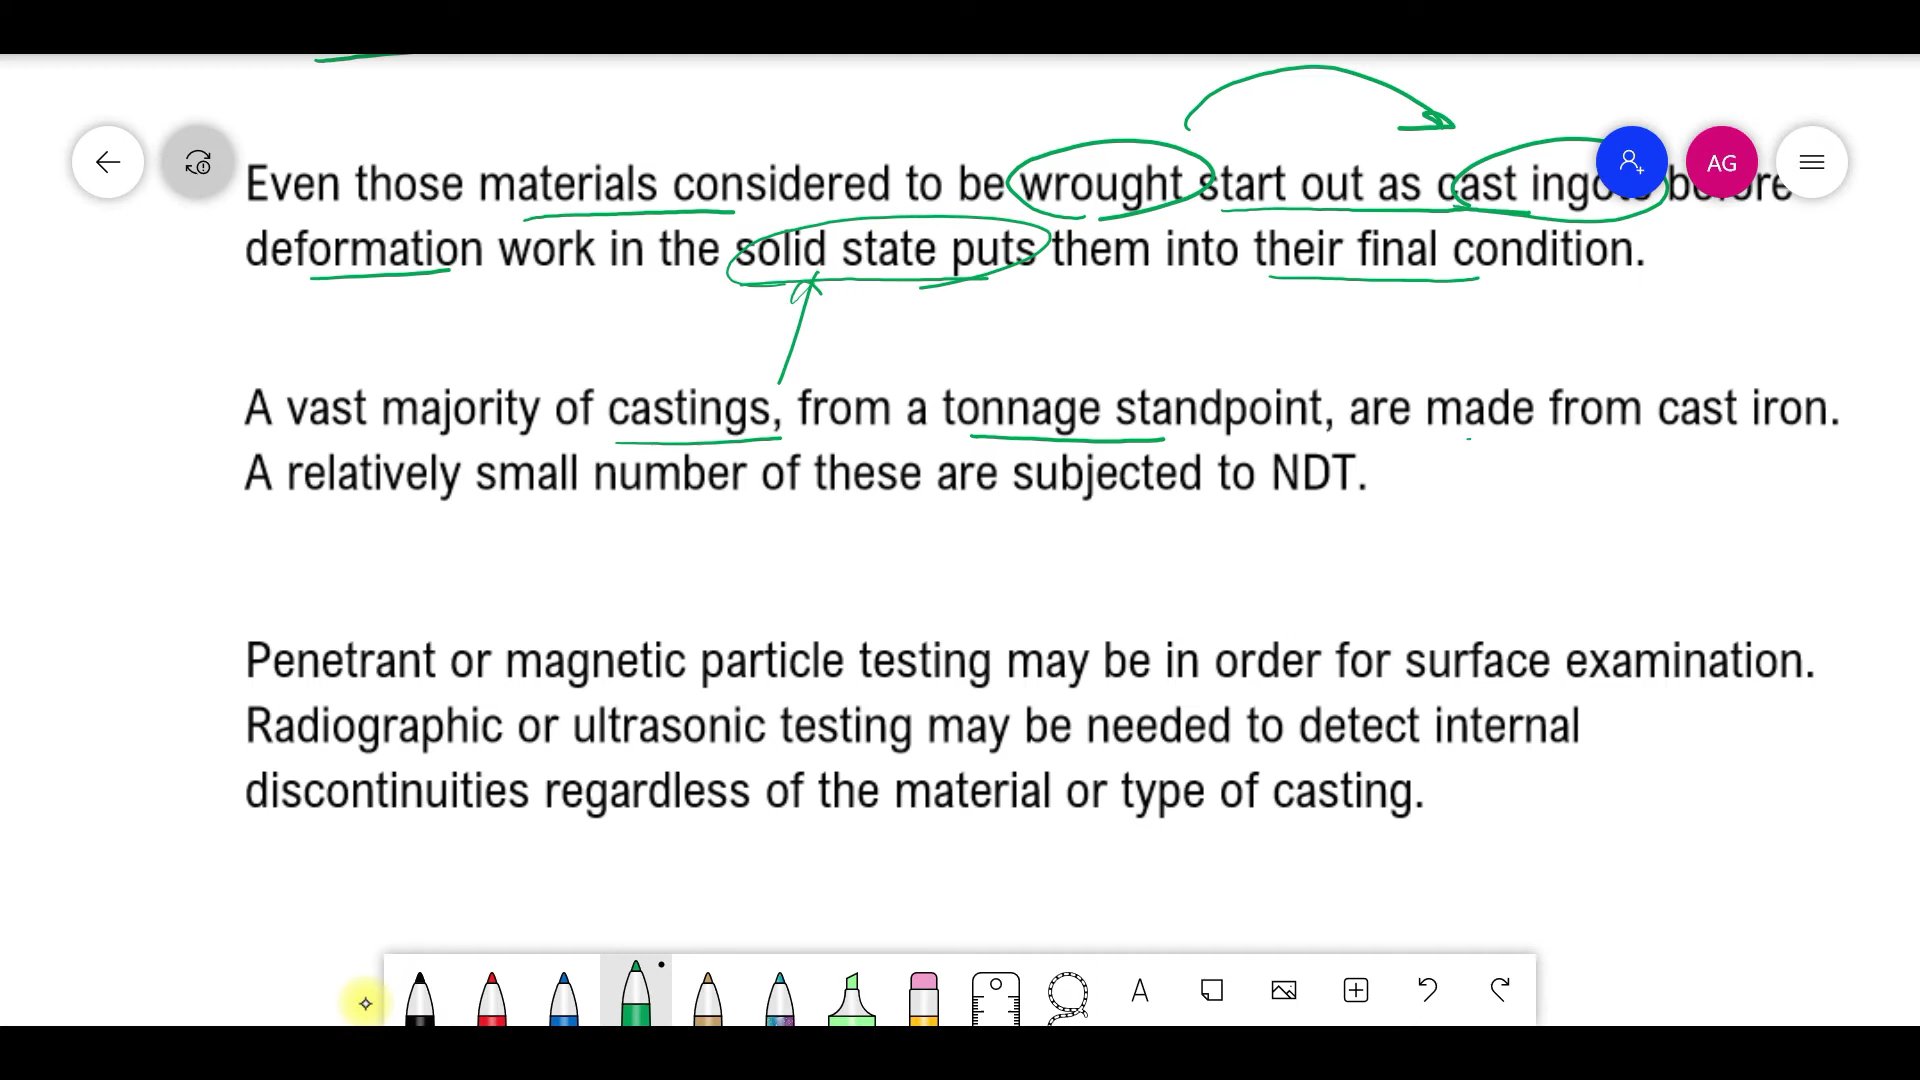 AG
Even those materials considered to be wrought start out as cast ingots before
deformation work in the solid state puts them into their final condition.
A vast majority of castings, from a tonnage standpoint, are made from cast iron.
A relatively small number of these are subjected to NDT.
Penetrant or magnetic particle testing may be in order for surface examination.
Radiographic or ultrasonic testing may be needed to detect internal
discontinuities regardless of the material or type of casting.